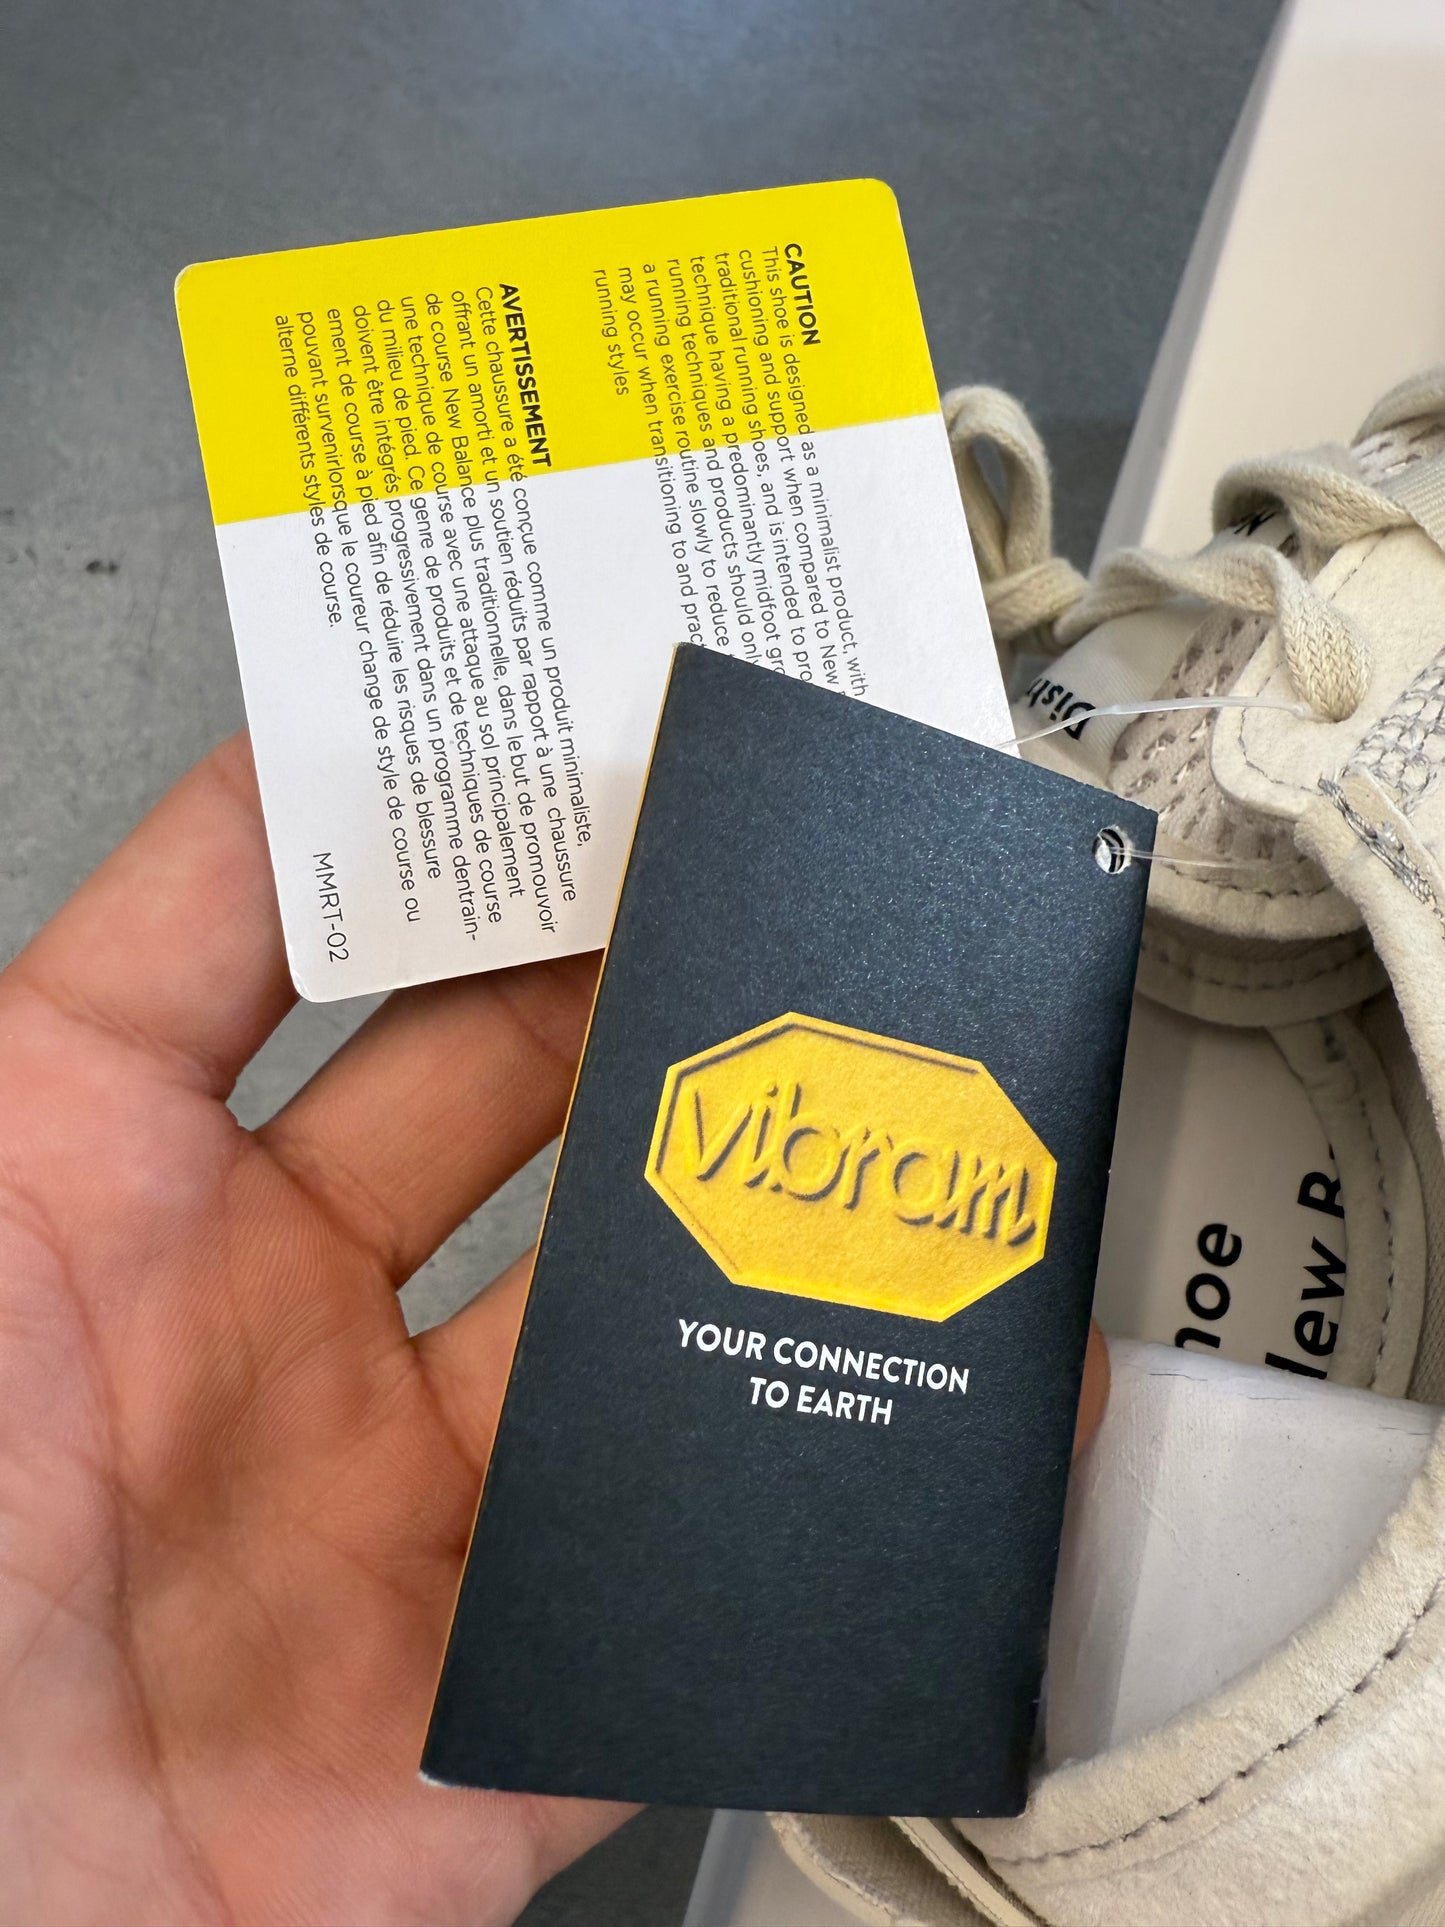 CAUTION
This shoe is designed as a minimalist product, with
cushioning and support when compared to New
traditional running shoes, and is intended to
technique having a predominantly midfoot
running techniques and products should only
a running exercise routine slowly to reduce
may occur when transitioning to and
running styles
AVERTISSEMENT
Cette chaussure a été conçue comme un produit minimaliste,
offrant un amorti et un soutien réduits par rapport à une chaussure
de course New Balance plus traditionnelle, dans le but de promouvoir
une technique de course avec une attaque au sol principalement
du milieu de pied. Ce genre de produits et de techniques de course
doivent être intégrés progressivement dans un programme dentrain-
ement de course à pied afin de réduire les risques de blessure
pouvant survenirlorsque le coureur change de style de course ou
alterne différents styles de course.
MMRT-02
vibram
YOUR CONNECTION
TO EARTH